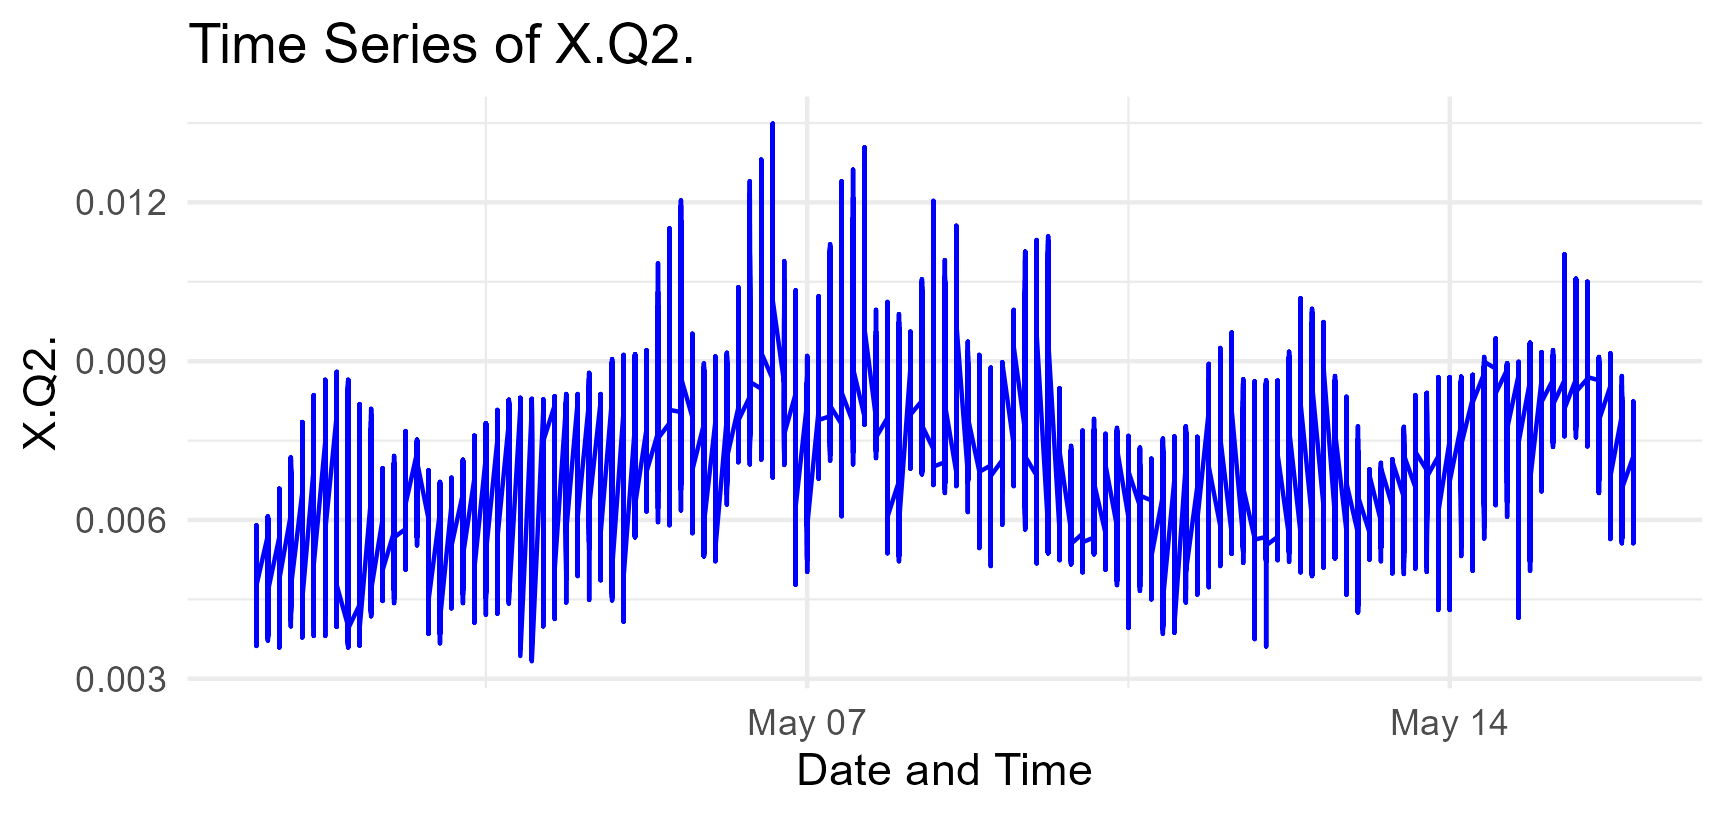 Time Series of X.Q2.
X.Q2.
0.012
0.009
0.006
0.003
May 07
May 14
Date and Time